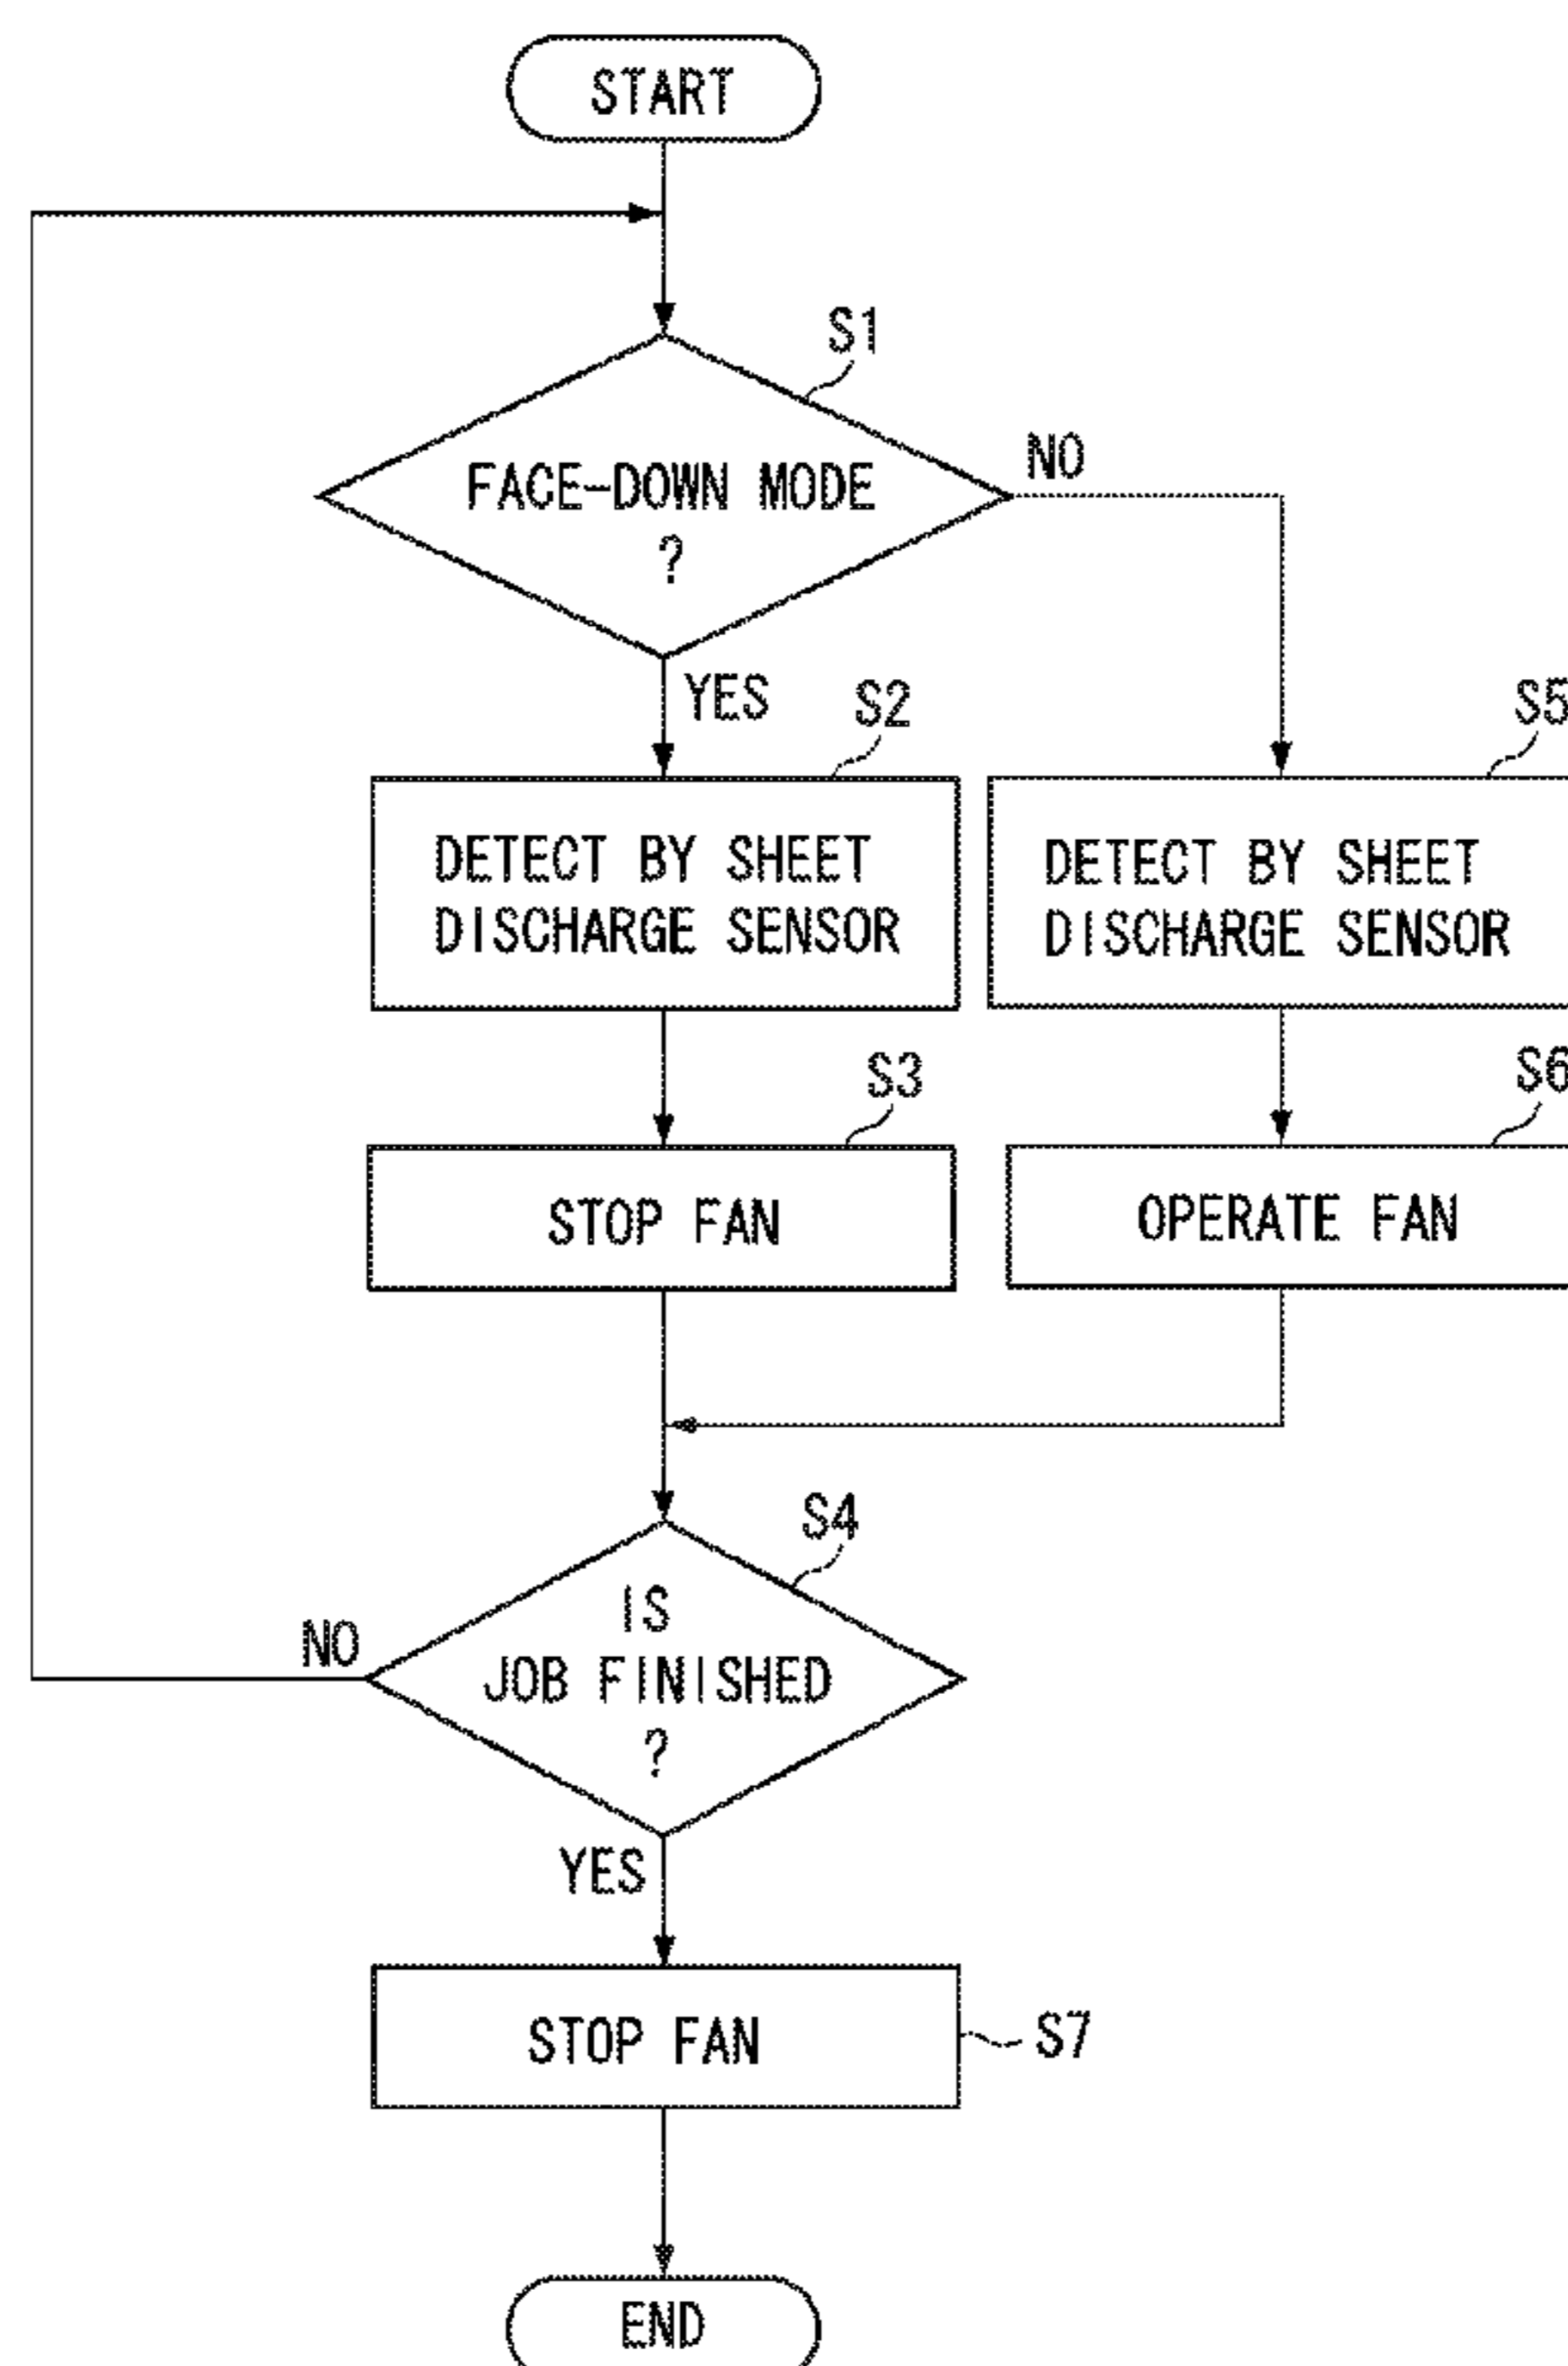 START
S1
FACE-DOWN MODE
?
NO
YES
S2
S5
DETECT BY SHEET
DISCHARGE SENSOR
DETECT BY SHEET
DISCHARGE SENSOR
S3
S6
STOP FAN
OPERATE FAN
S4
IS
JOB FINISHED
?
NO
YES
STOP FAN
S7
END